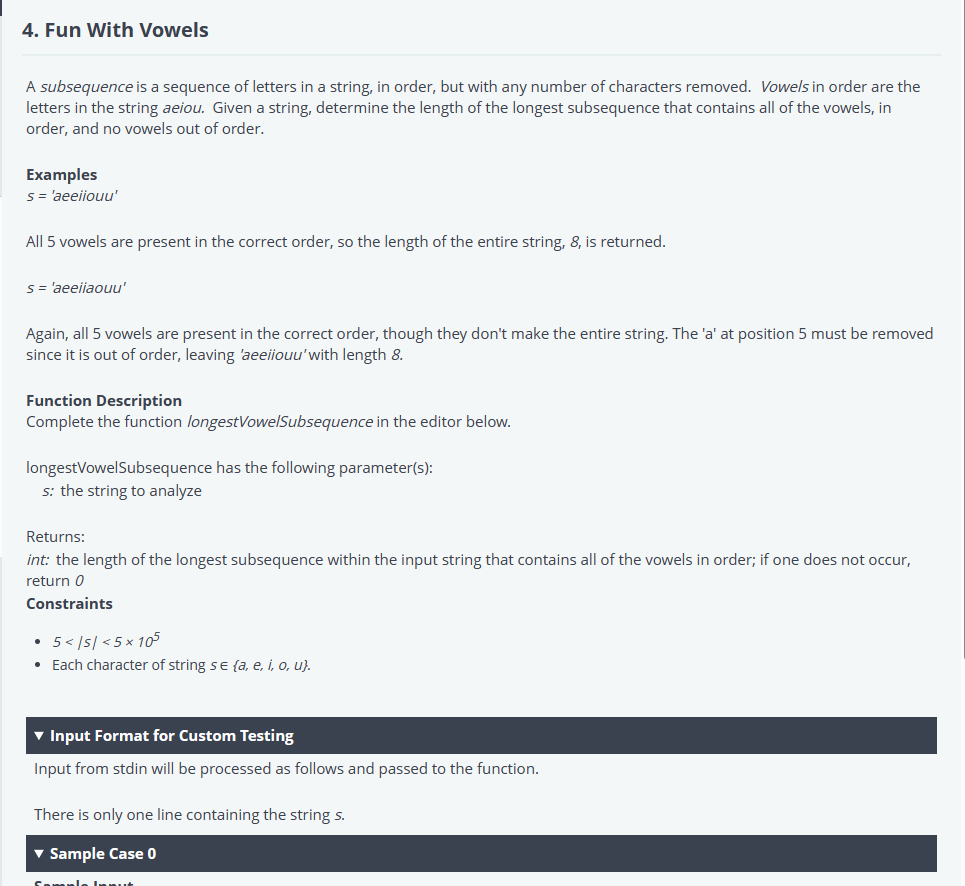 4. Fun With Vowels
A subsequence is a sequence of letters in a string, in order, but with any number of characters removed.  Vowels in order are the
letters in the string aeiou.  Given a string, determine the length of the longest subsequence that contains all of the vowels, in
order, and no vowels out of order.
Examples
s = 'aeeiiouu'
All 5 vowels are present in the correct order, so the length of the entire string, 8, is returned.
s = 'aeeiiaouu'
Again, all 5 vowels are present in the correct order, though they don't make the entire string. The 'a' at position 5 must be removed
since it is out of order, leaving 'aeeiiouu' with length 8.
Function Description
Complete the function longestVowelSubsequence in the editor below.
longestVowelSubsequence has the following parameter(s):
s:  the string to analyze
Returns:
int:  the length of the longest subsequence within the input string that contains all of the vowels in order; if one does not occur,
return 0
Constraints
• 5 < |s| < 5 × 10⁵
• Each character of string s ∈ {a, e, i, o, u}.
▼ Input Format for Custom Testing
Input from stdin will be processed as follows and passed to the function.
There is only one line containing the string s.
▼ Sample Case 0
Sample Input